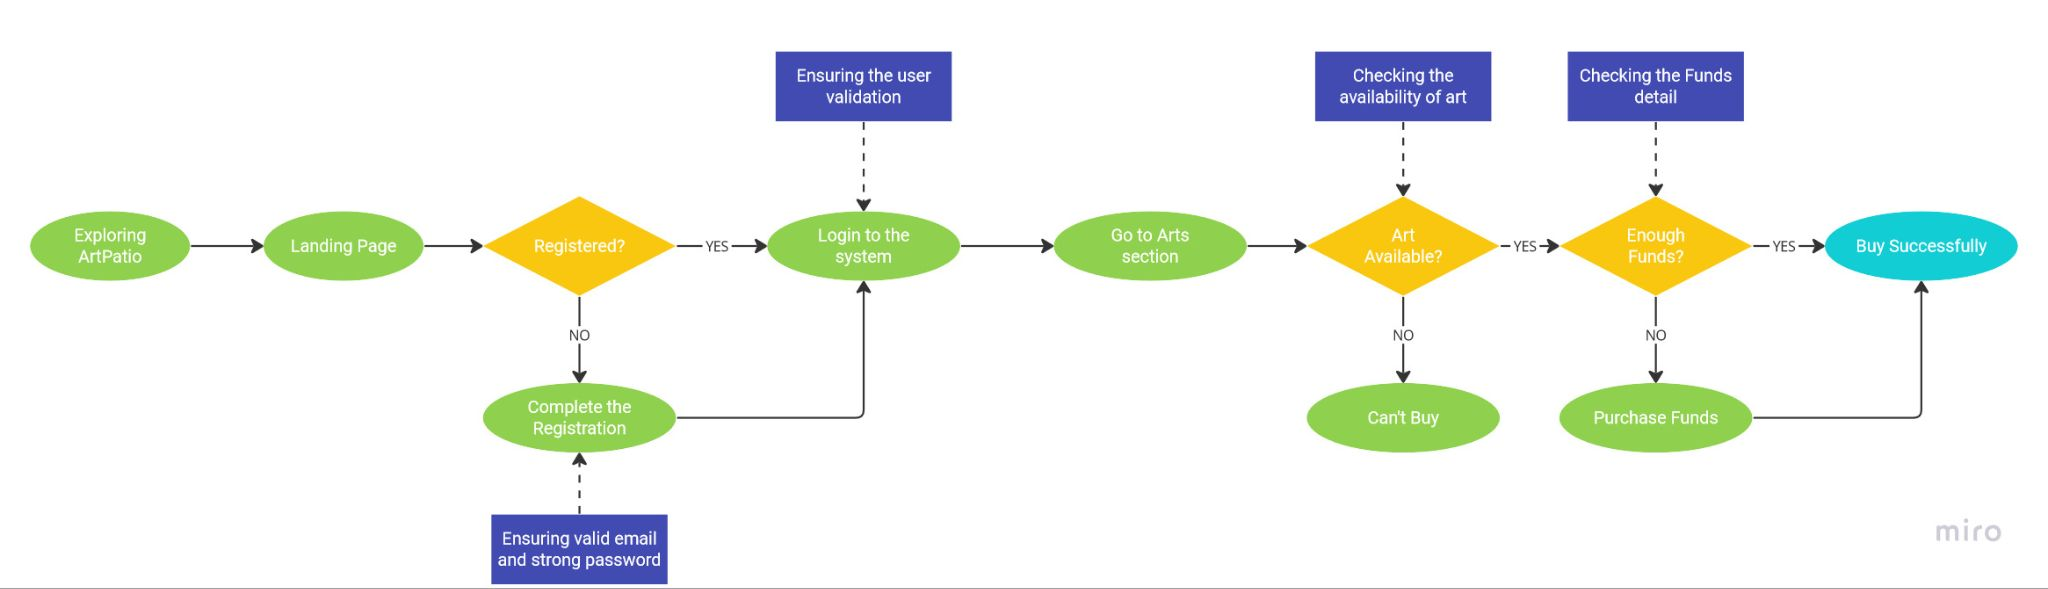 Ensuring the user
validation
Checking the
availability of art
Checking the Funds
detail
Exploring
ArtPatio
Landing Page
Registered?
YES
Login to the
system
Go to Arts
section
Art
Available?
YES
Enough
Funds?
YES
Buy Successfully
NO
NO
NO
Complete the
Registration
Can't Buy
Purchase Funds
Ensuring valid email
and strong password
miro